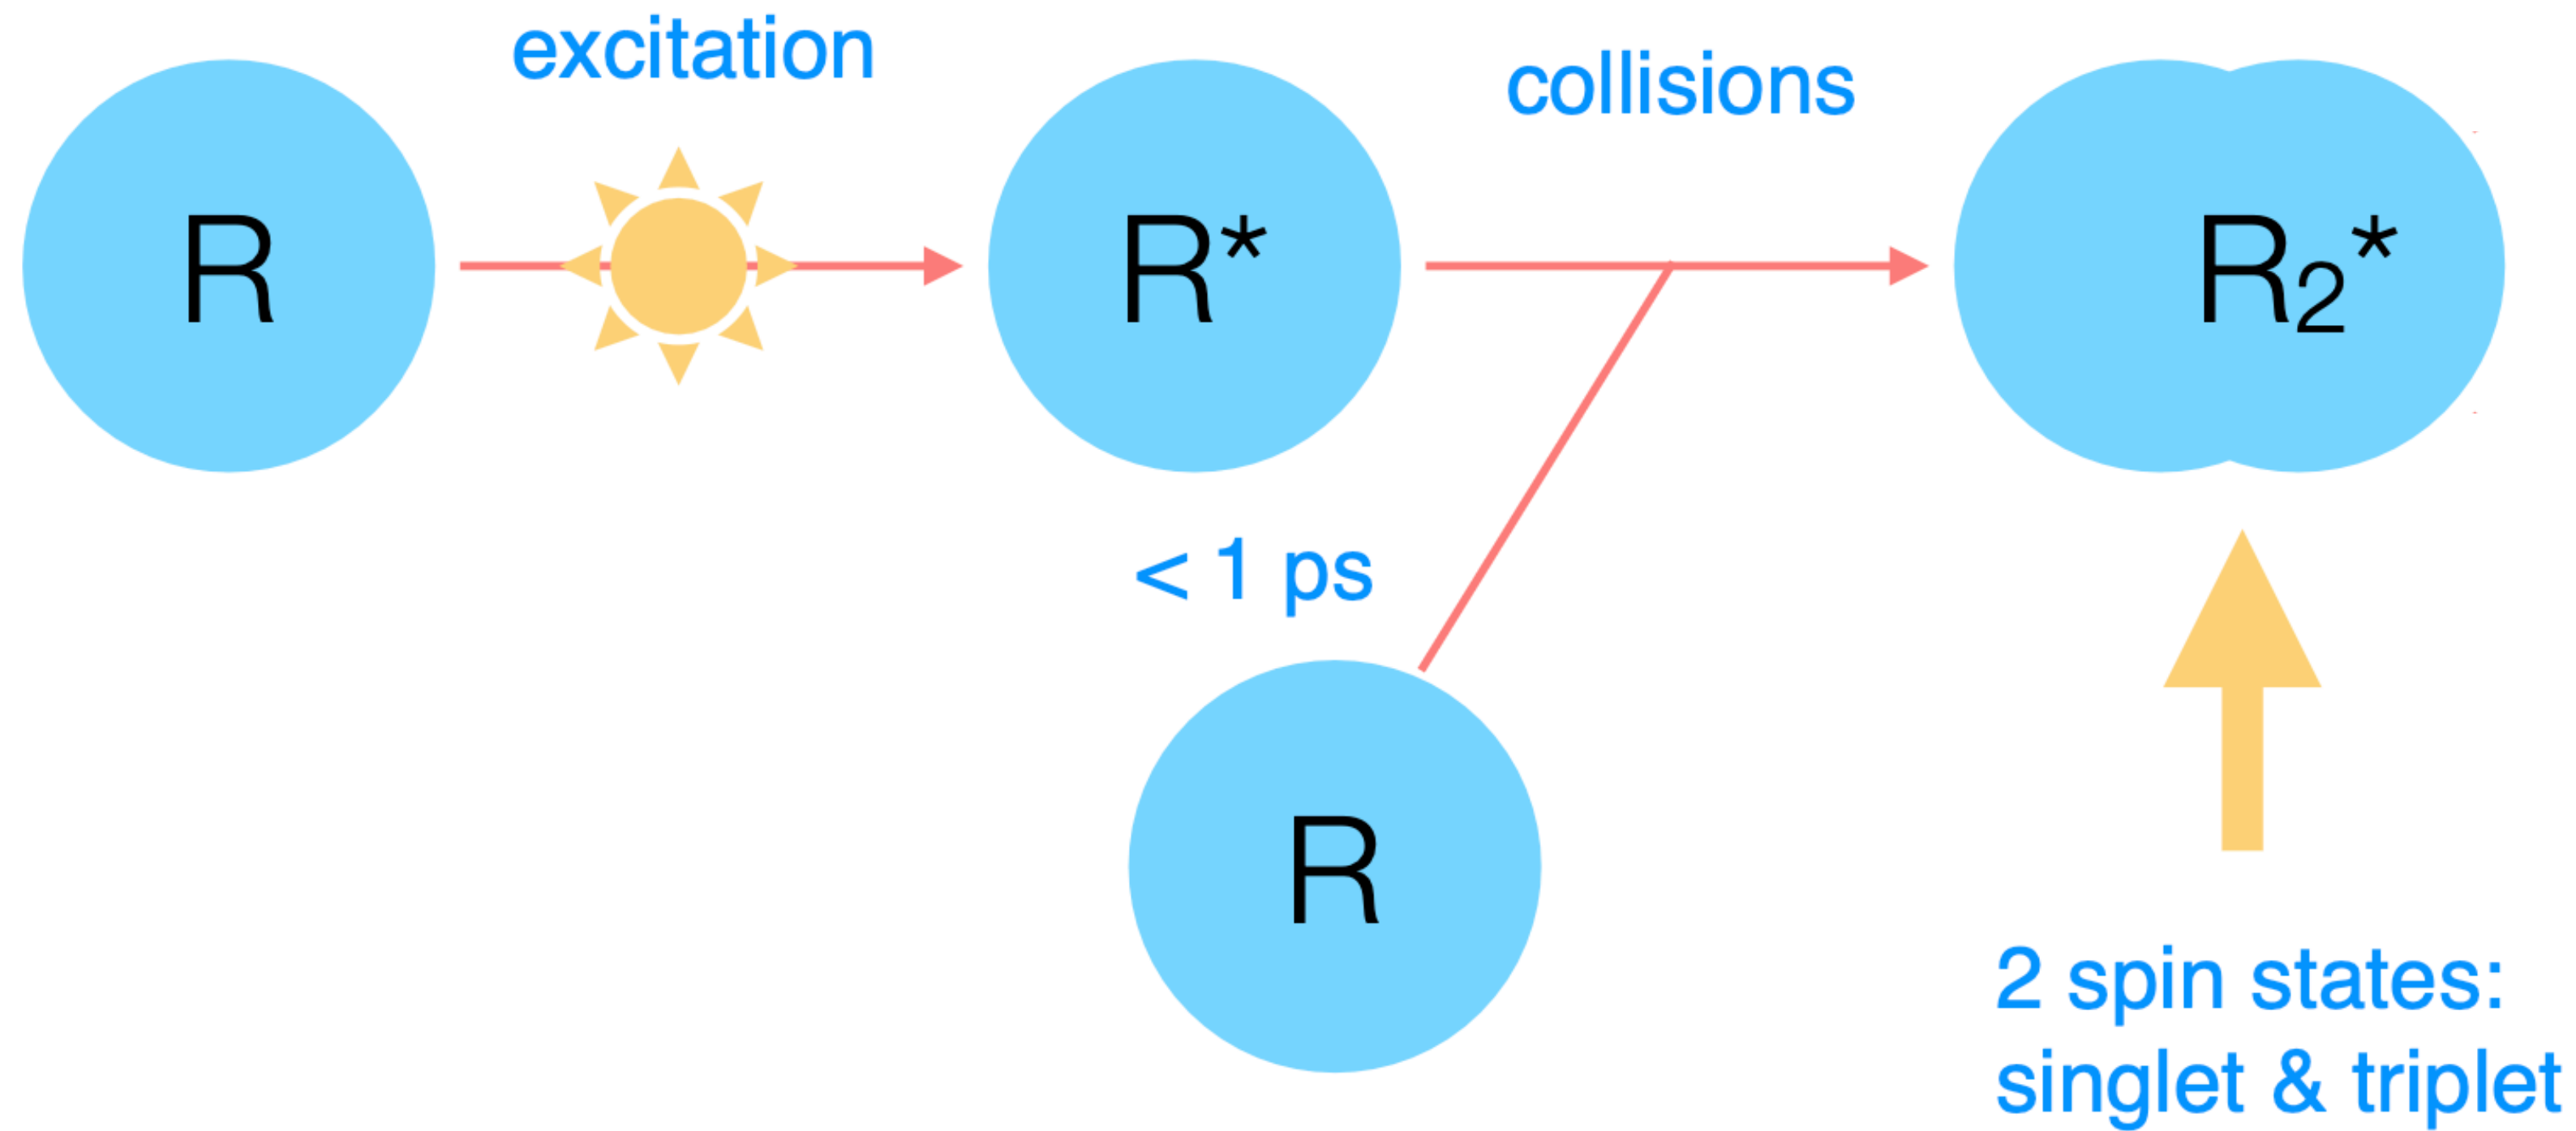 excitation
collisions
R
R*
R₂*
< 1 ps
R
2 spin states:
singlet & triplet